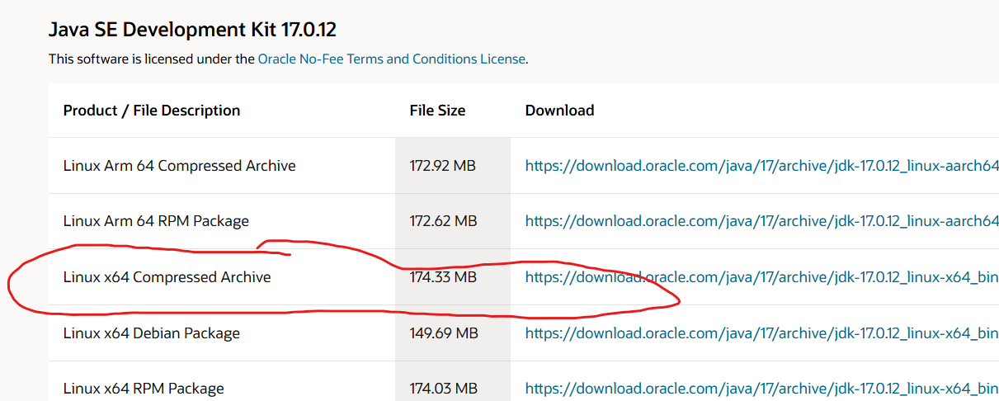 Java SE Development Kit 17.0.12
This software is licensed under the Oracle No-Fee Terms and Conditions License.
Product / File Description File Size Download
Linux Arm 64 Compressed Archive 172.92 MB https://download.oracle.com/java/17/archive/jdk-17.0.12_linux-aarch64
Linux Arm 64 RPM Package 172.62 MB https://download.oracle.com/java/17/archive/jdk-17.0.12_linux-aarch64
Linux x64 Compressed Archive 174.33 MB https://download.oracle.com/java/17/archive/jdk-17.0.12_linux-x64_bin
Linux x64 Debian Package 149.69 MB https://download.oracle.com/java/17/archive/jdk-17.0.12_linux-x64_bin
Linux x64 RPM Package 174.03 MB https://download.oracle.com/java/17/archive/jdk-17.0.12_linux-x64_bin